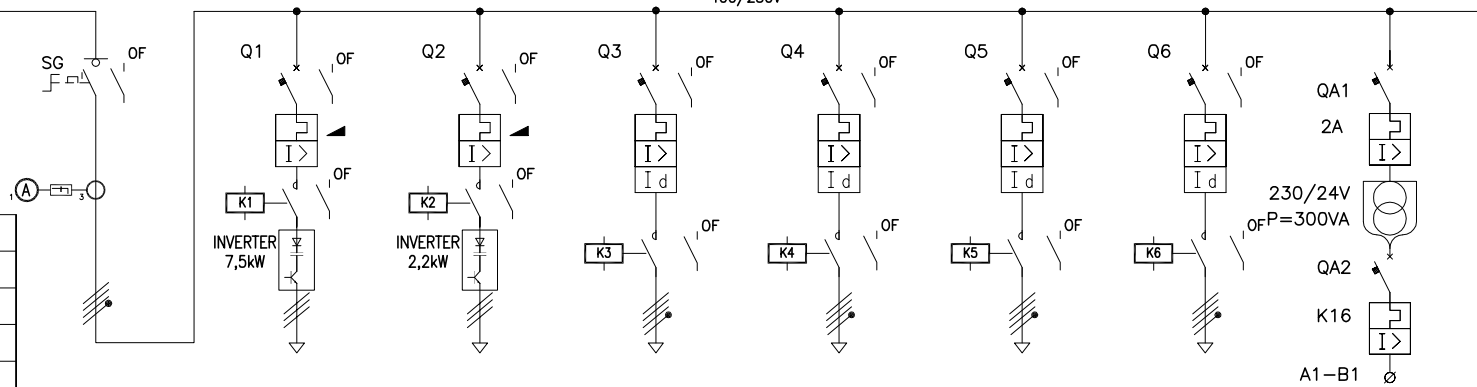 400/230V
SG
OF
A
1
3
Q1
OF
I>
OF
K1
INVERTER
7,5kW
Q2
OF
I>
OF
K2
INVERTER
2,2kW
Q3
OF
I>
Id
OF
K3
Q4
OF
I>
Id
OF
K4
Q5
OF
I>
Id
OF
K5
Q6
OF
I>
Id
OF
K6
QA1
2A
I>
230/24V
P=300VA
QA2
K16
I>
A1-B1